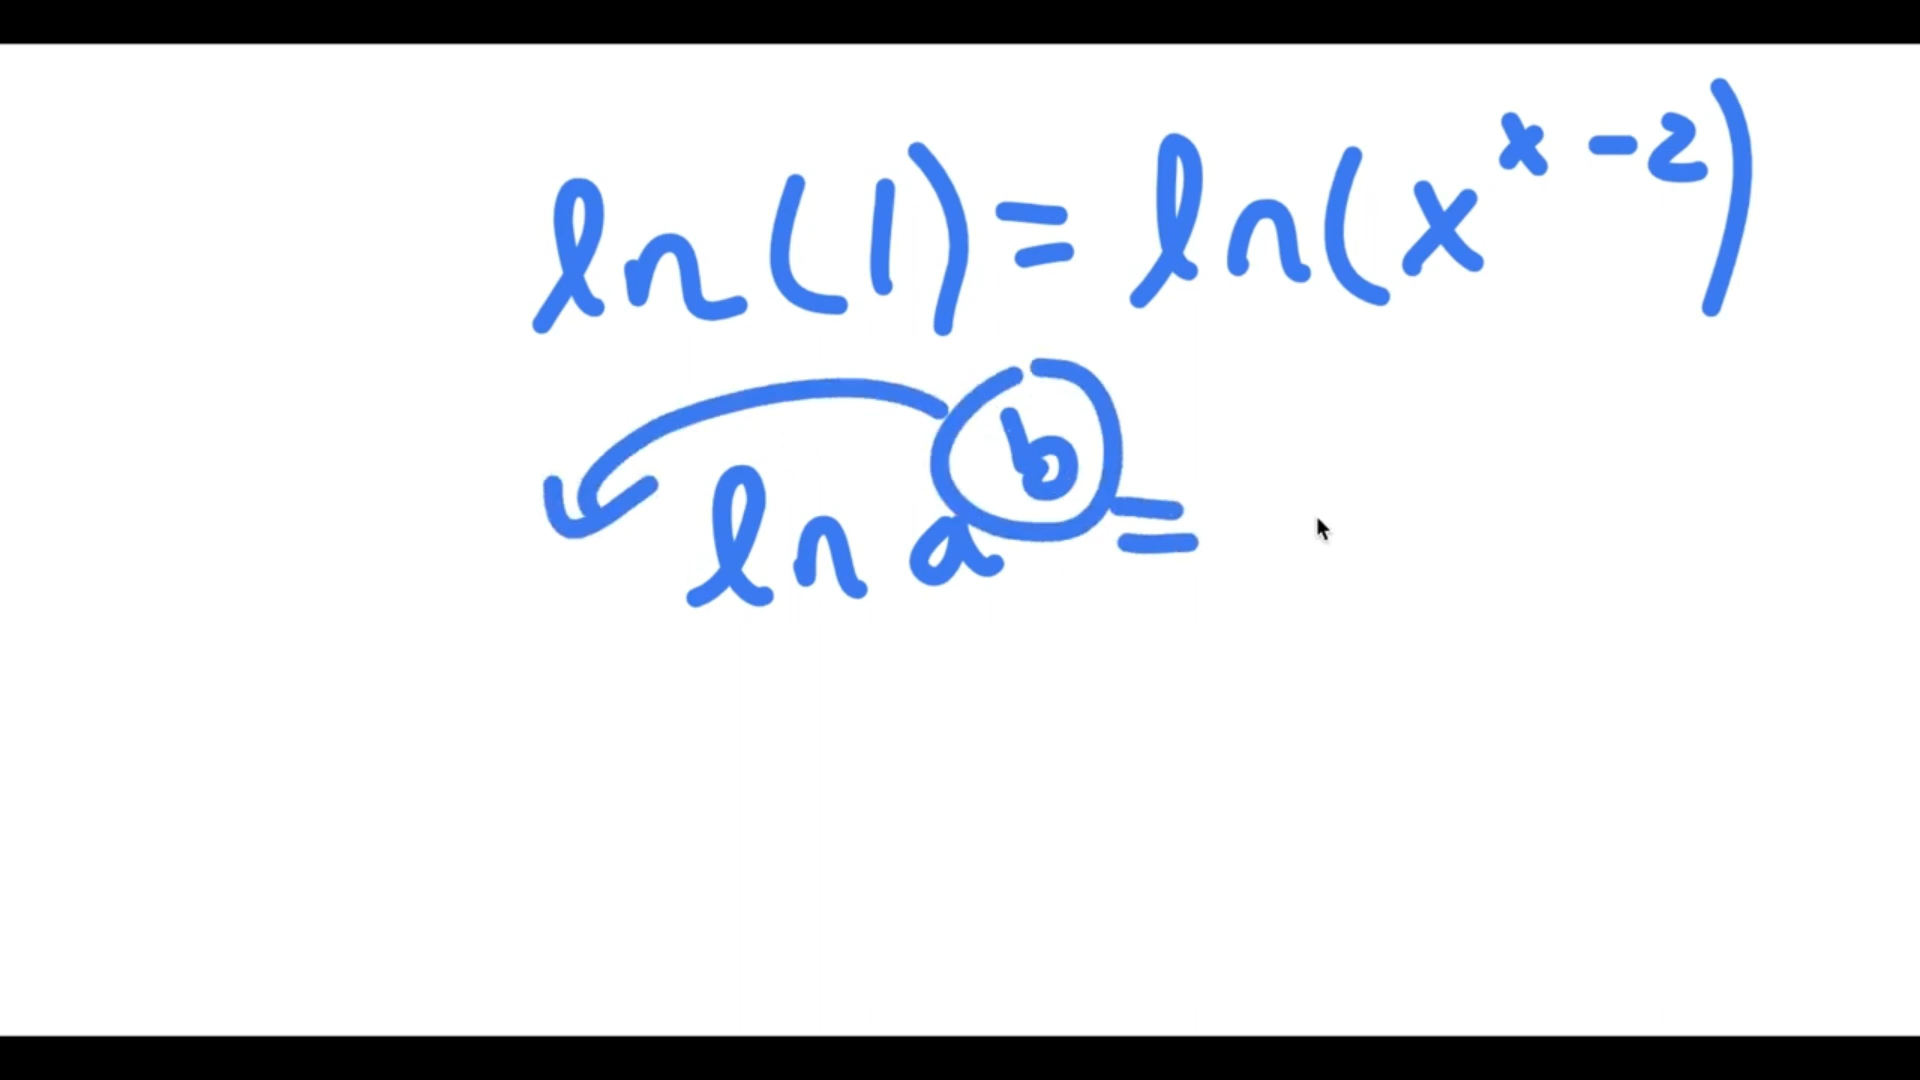 ln(1) = ln(x^{x-2})
ln a^b =